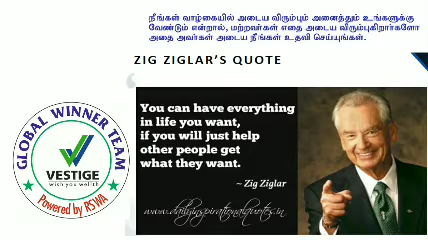 நீங்கள் வாழ்கையில் அடைய விரும்பும் அனைத்தும் உங்களுக்கு
வேண்டும் என்றால், மற்றவர்கள் எதை அடைய விரும்புகிறார்களோ
அதை அவர்கள் அடைய நீங்கள் உதவி செய்யுங்கள்.
ZIG ZIGLAR'S QUOTE
You can have everything
in life you want,
if you will just help
other people get
what they want.
~ Zig Ziglar
www.dailyinspirationalquotes.in
GLOBAL WINNER TEAM
VESTIGE
wish you wellth
Powered by RSWA